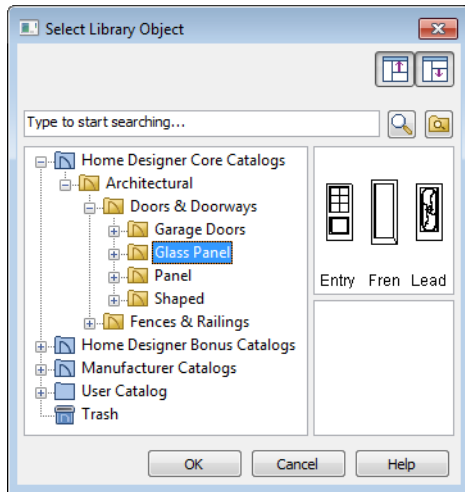 Select Library Object
Type to start searching...
Home Designer Core Catalogs
Architectural
Doors & Doorways
Garage Doors
Glass Panel
Panel
Shaped
Fences & Railings
Home Designer Bonus Catalogs
Manufacturer Catalogs
User Catalog
Trash
Entry Fren Lead
OK Cancel Help